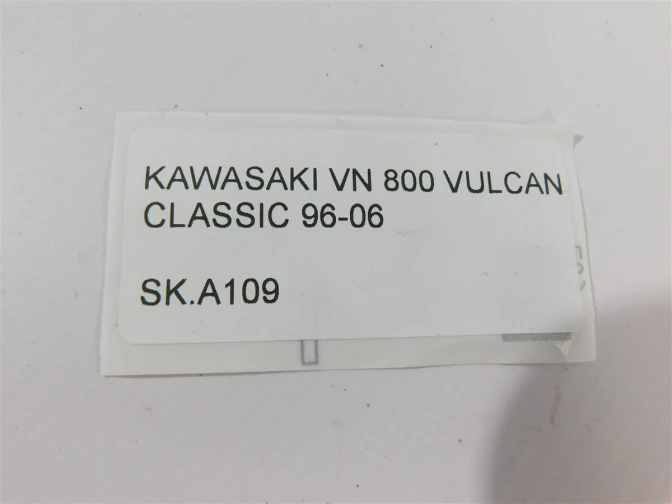 KAWASAKI VN 800 VULCAN
CLASSIC 96-06
SK.A109